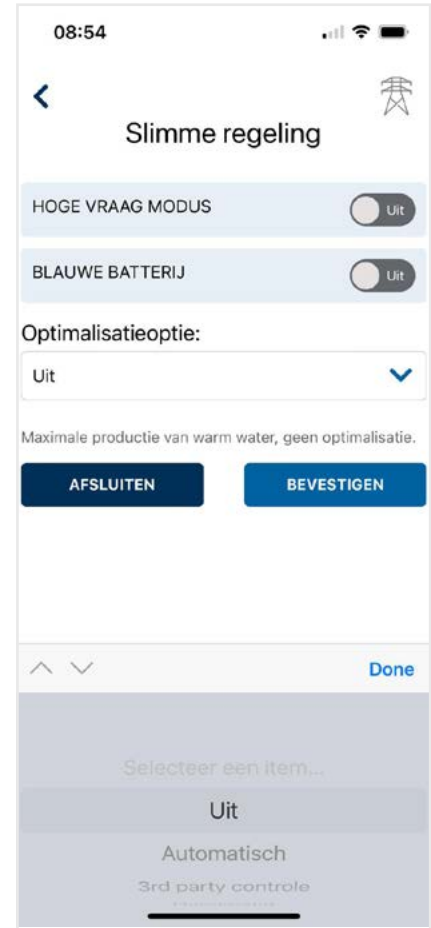 08:54
Slimme regeling
HOGE VRAAG MODUS
Uit
BLAUWE BATTERIJ
Uit
Optimalisatieoptie:
Uit
Maximale productie van warm water, geen optimalisatie.
AFSLUITEN
BEVESTIGEN
Done
Selecteer een item...
Uit
Automatisch
3rd party controle